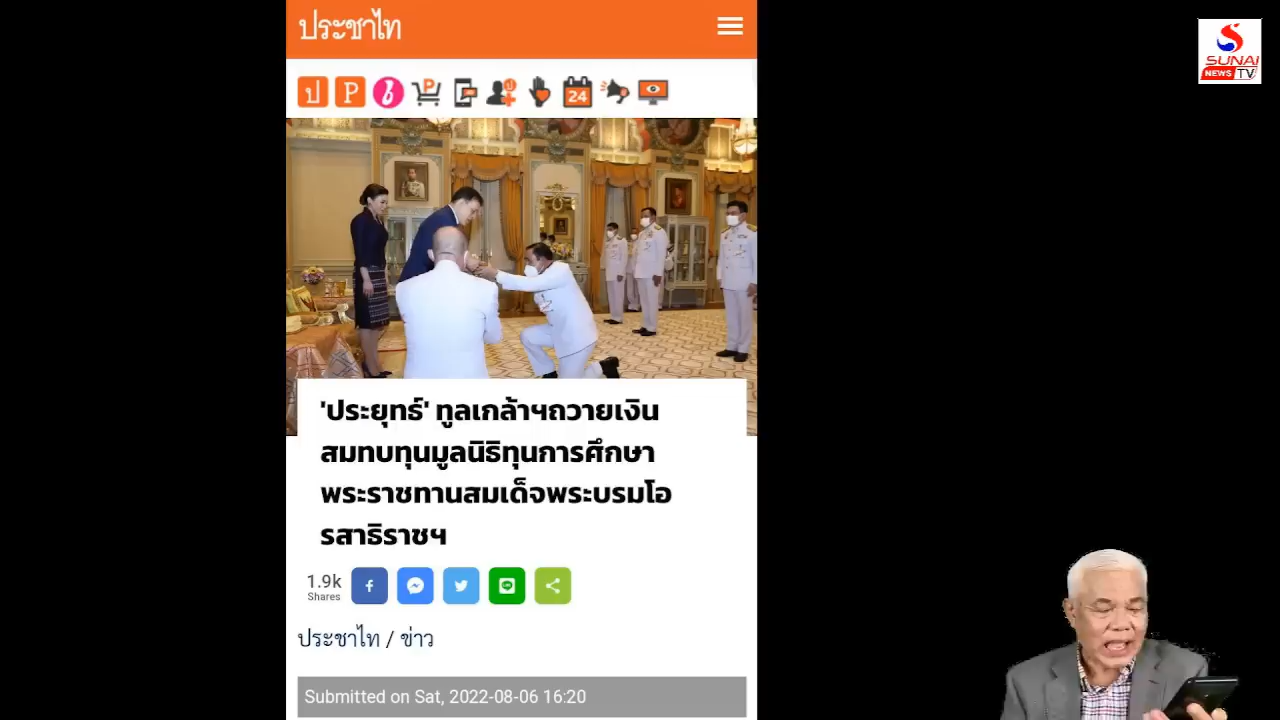 ประชาไท
ป P b P 24
SUNAI
NEWS TV
'ประยุทธ์' ทูลเกล้าฯถวายเงิน
สมทบทุนมูลนิธิทุนการศึกษา
พระราชทานสมเด็จพระบรมโอ
รสาธิราชฯ
1.9k
Shares
ประชาไท / ข่าว
Submitted on Sat, 2022-08-06 16:20